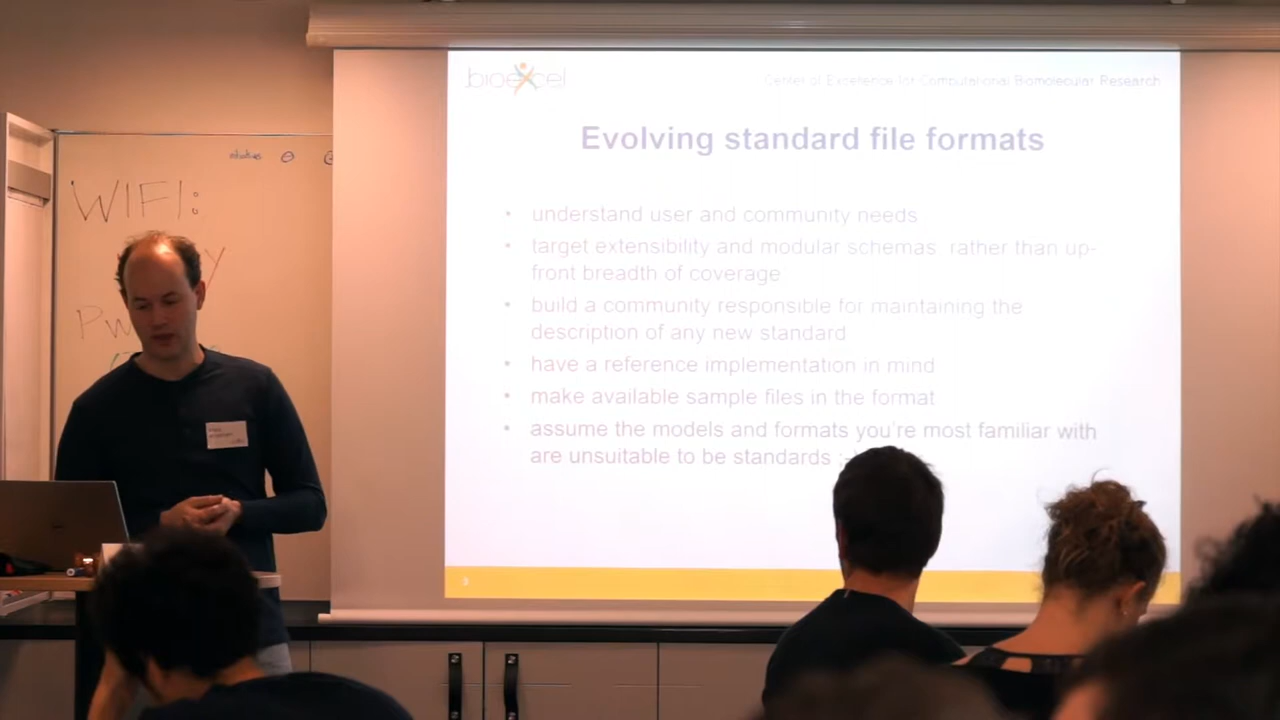 bioexcel
Center of Excellence for Computational Biomolecular Research
Evolving standard file formats
• understand user and community needs
• target extensibility and modular schemas rather than up-
front breadth of coverage
• build a community responsible for maintaining the
description of any new standard
• have a reference implementation in mind
• make available sample files in the format
• assume the models and formats you're most familiar with
are unsuitable to be standards
3
WIFI: